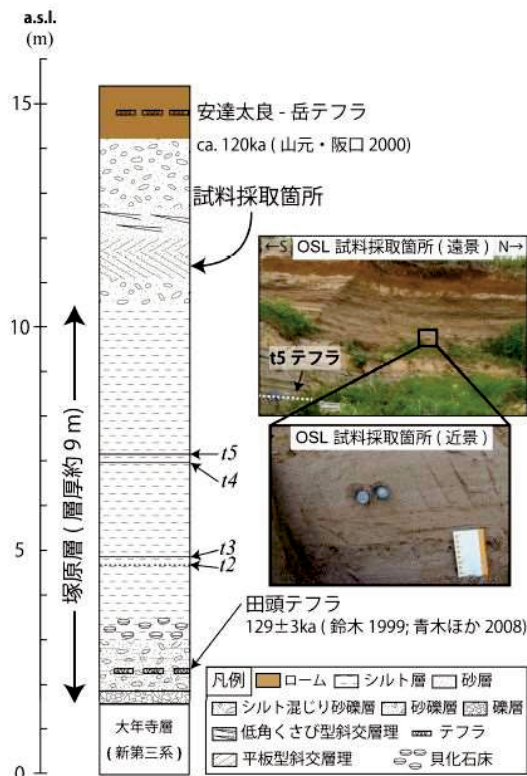 a.s.l.
(m)
15
安達太良 - 岳テフラ
ca. 120ka ( 山元・阪口 2000)
試料採取箇所
←S OSL 試料採取箇所 ( 遠景 ) N→
10
t5 テフラ
OSL 試料採取箇所 ( 近景 )
塚原層 ( 層厚約 9 m)
t5
t4
5
t3
t2
田頭テフラ
129±3ka ( 鈴木 1999; 青木ほか 2008)
凡例 ローム シルト層 砂層
シルト混じり砂礫層 砂礫層 礫層
低角くさび型斜交層理 テフラ
平板型斜交層理 貝化石床
大年寺層
( 新第三系 )
0